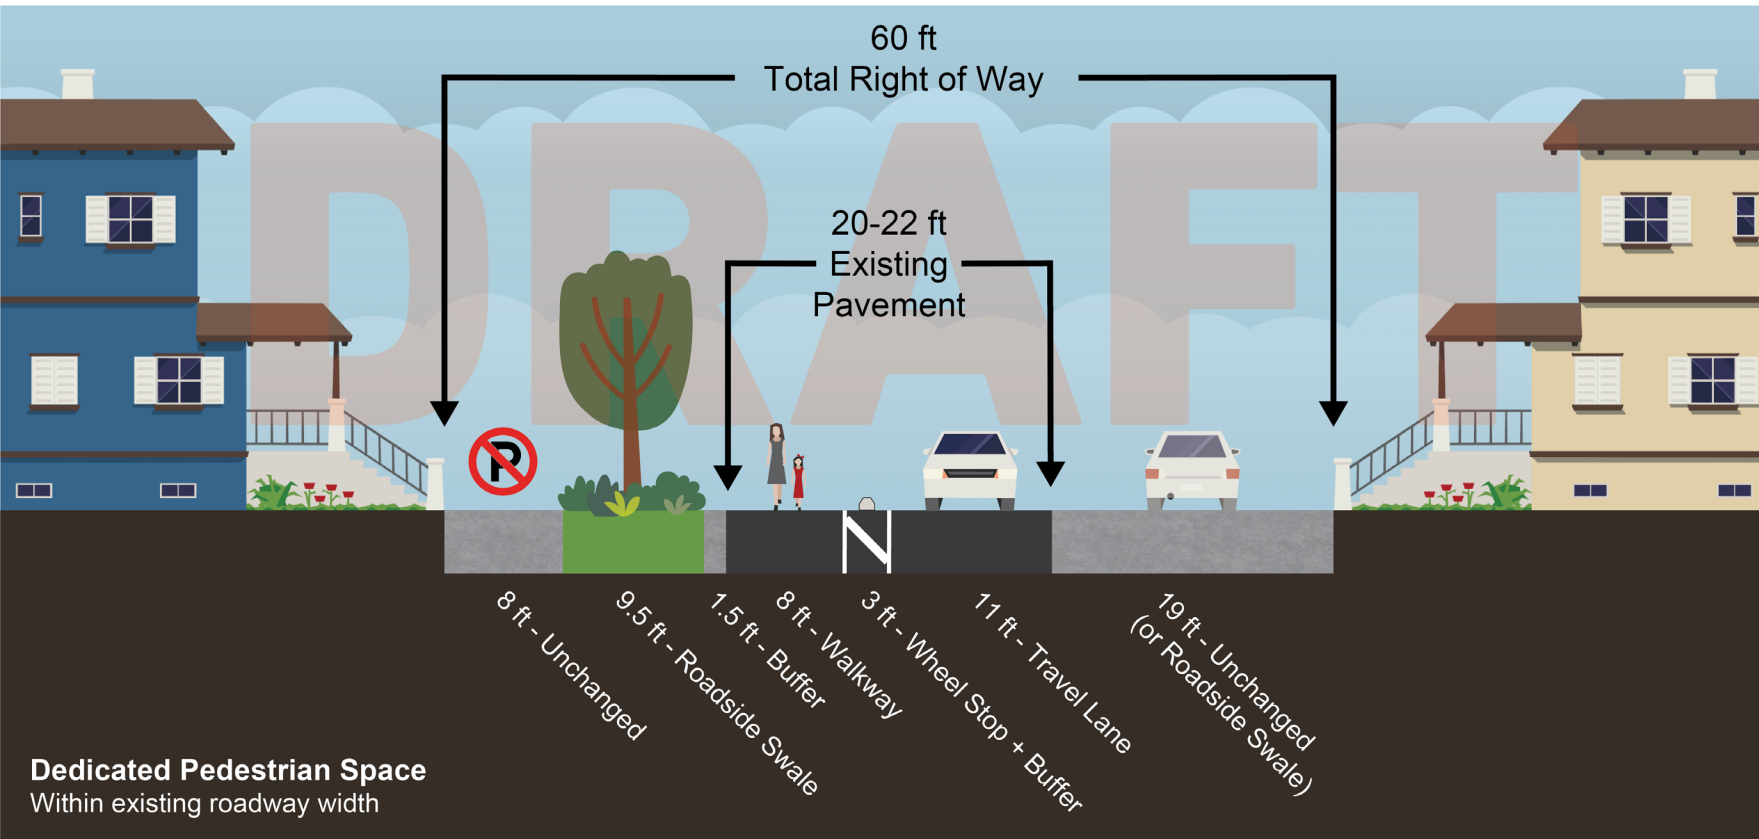 60 ft
Total Right of Way
DRAFT
20-22 ft
Existing
Pavement
P
N
8 ft - Unchanged
9.5 ft - Roadside Swale
1.5 ft - Buffer
8 ft - Walkway
3 ft - Wheel Stop + Buffer
11 ft - Travel Lane
19 ft - Unchanged
(or Roadside Swale)
Dedicated Pedestrian Space
Within existing roadway width